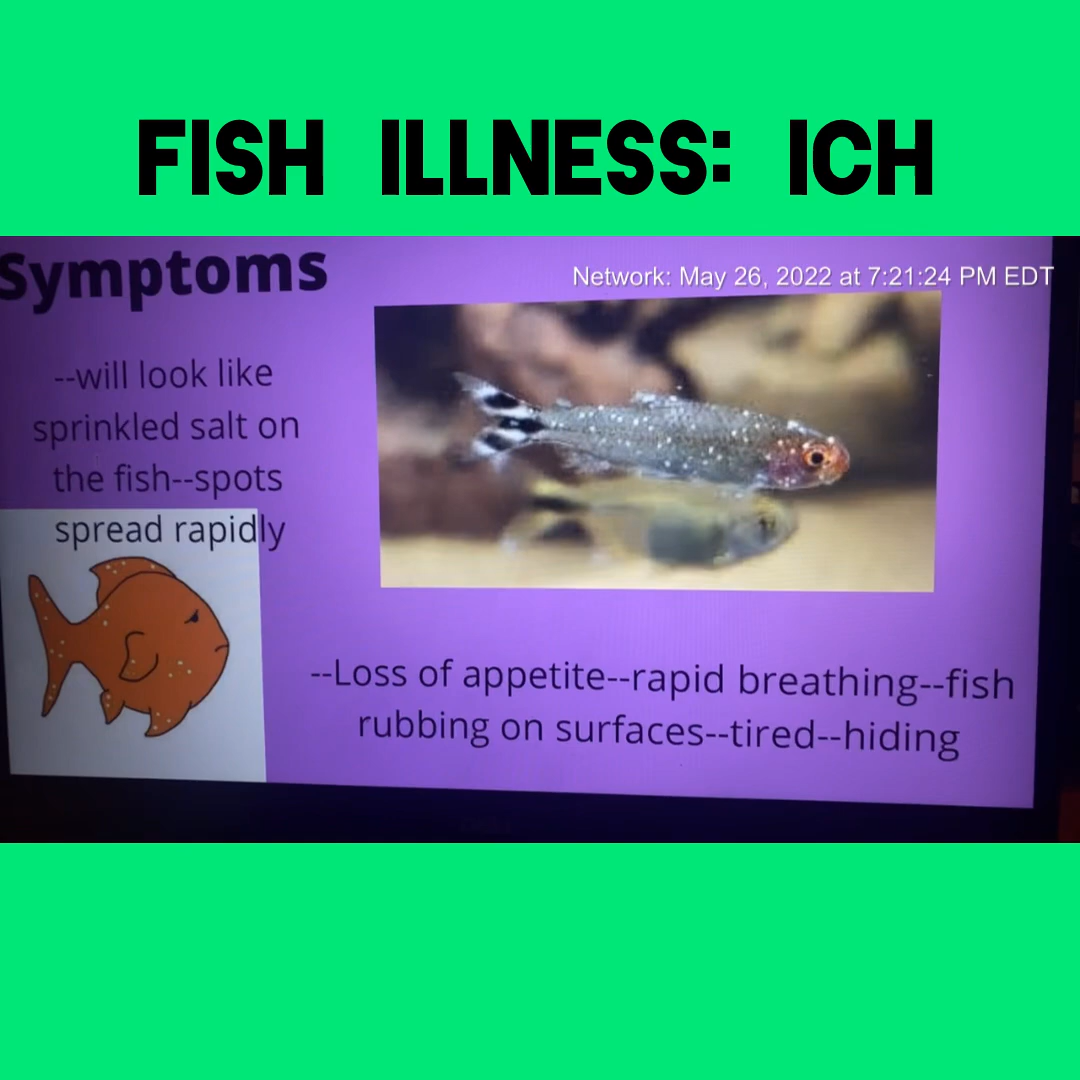 FISH ILLNESS: ICH
Symptoms
Network: May 26, 2022 at 7:21:24 PM EDT
--will look like
sprinkled salt on
the fish--spots
spread rapidly
--Loss of appetite--rapid breathing--fish
rubbing on surfaces--tired--hiding